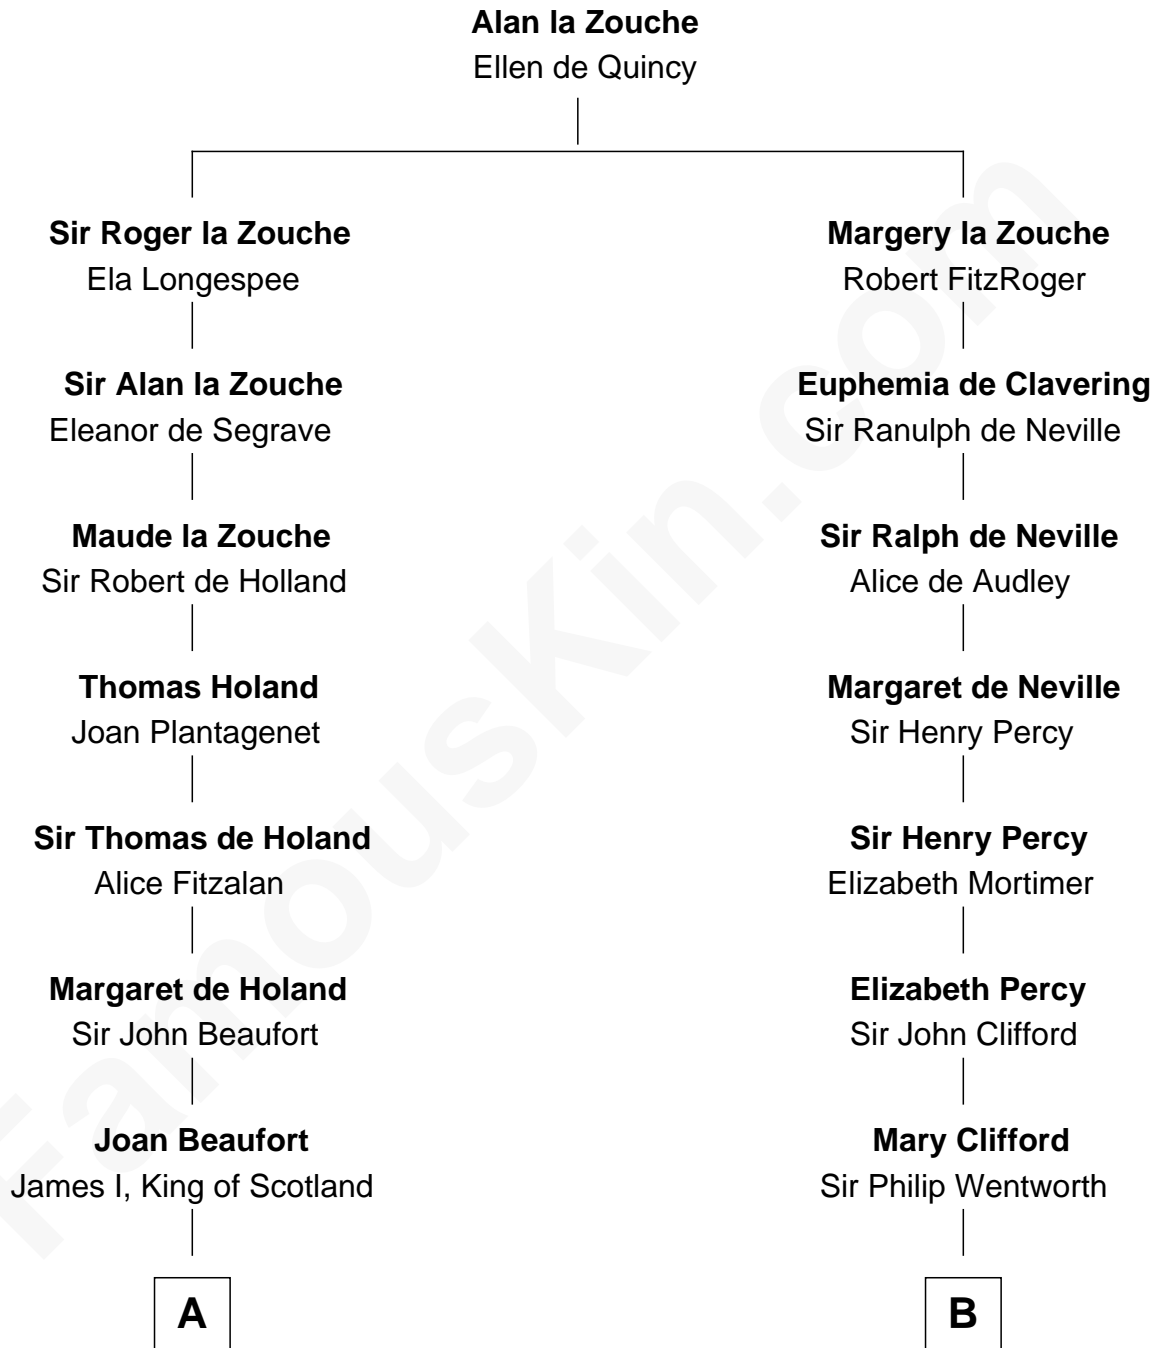 Alan la Zouche
Ellen de Quincy
Sir Roger la Zouche
Ela Longespee
Margery la Zouche
Robert FitzRoger
Sir Alan la Zouche
Eleanor de Segrave
Euphemia de Clavering
Sir Ranulph de Neville
Maude la Zouche
Sir Robert de Holland
Sir Ralph de Neville
Alice de Audley
Thomas Holand
Joan Plantagenet
Margaret de Neville
Sir Henry Percy
Sir Thomas de Holand
Alice Fitzalan
Sir Henry Percy
Elizabeth Mortimer
Margaret de Holand
Sir John Beaufort
Elizabeth Percy
Sir John Clifford
Joan Beaufort
James I, King of Scotland
Mary Clifford
Sir Philip Wentworth
A
B
FamousKin.com